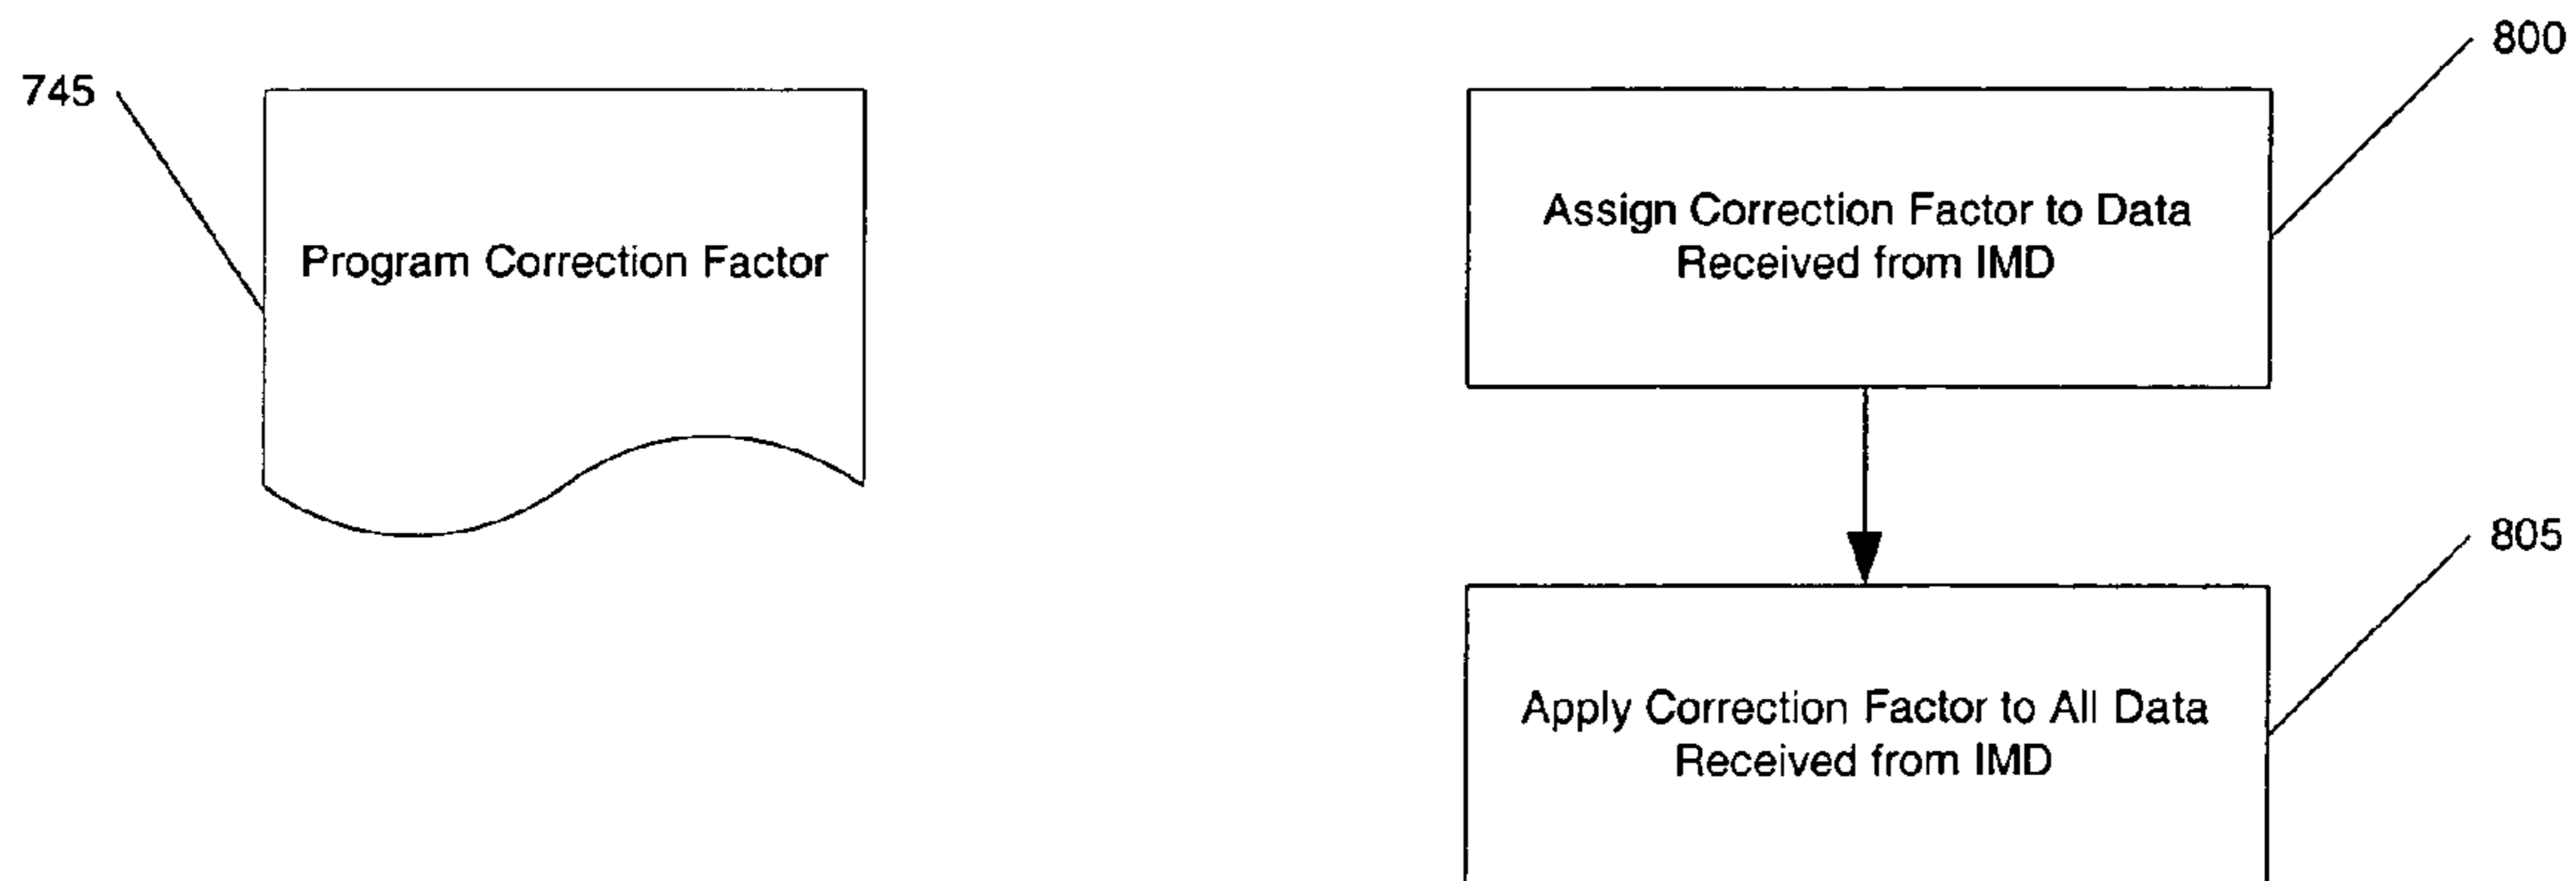 745
Program Correction Factor
800
Assign Correction Factor to Data
Received from IMD
805
Apply Correction Factor to All Data
Received from IMD